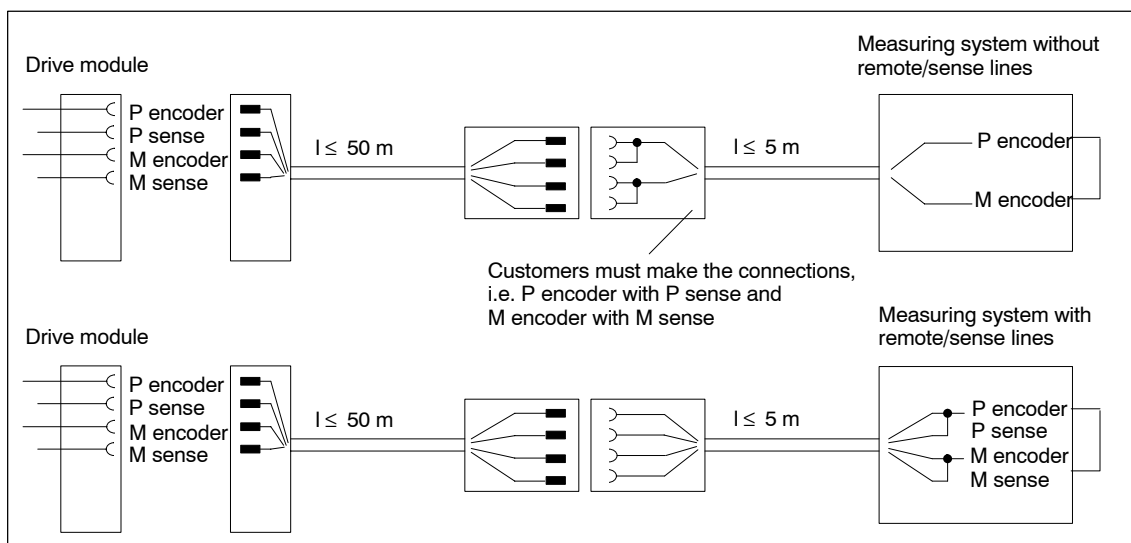 Measuring system without
remote/sense lines
Drive module
P encoder
P sense
M encoder
M sense
l ≤ 50 m
l ≤ 5 m
P encoder
M encoder
Customers must make the connections,
i.e. P encoder with P sense and
M encoder with M sense
Measuring system with
remote/sense lines
Drive module
P encoder
P sense
M encoder
M sense
l ≤ 50 m
l ≤ 5 m
P encoder
P sense
M encoder
M sense